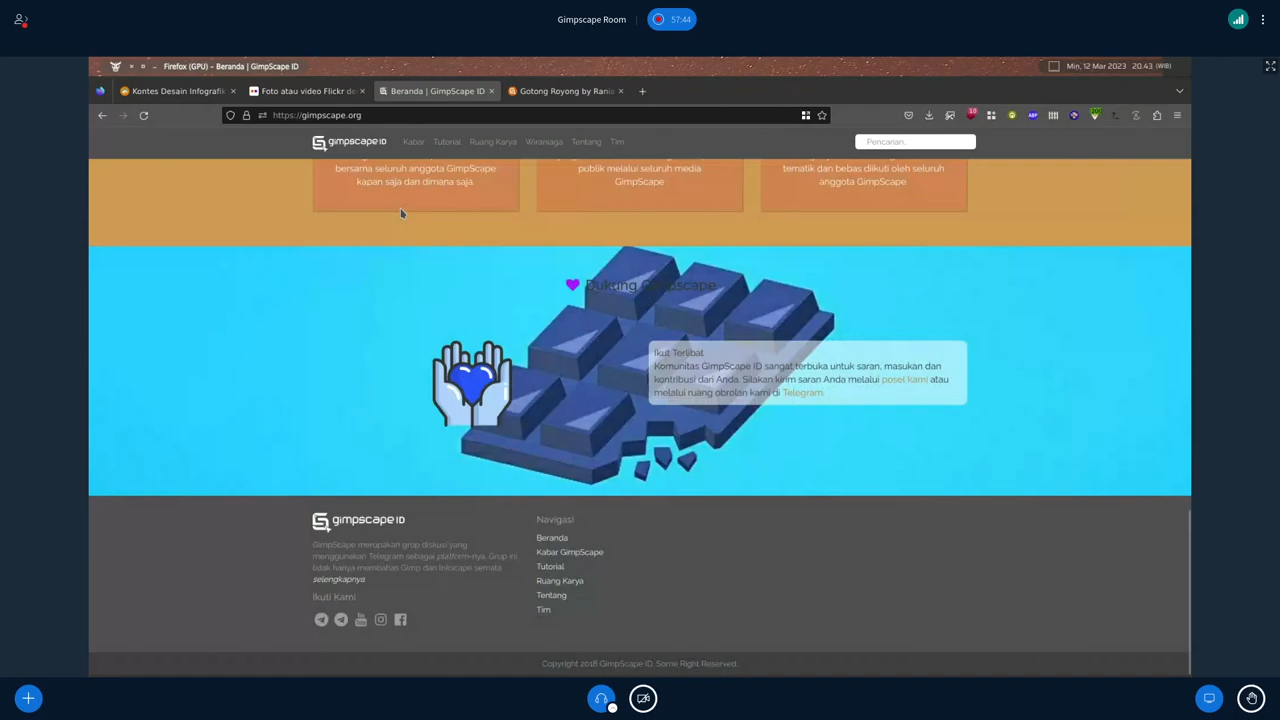 Gimpscape Room
57:44
Firefox (GPU) - Beranda | GimpScape ID
Min, 12 Mar 2023 20.43 (WIB)
Kontes Desain Infografik
Foto atau video Flickr de
Beranda | GimpScape ID
Gotong Royong by Rania
https://gimpscape.org
10
ABP
200
gimpscape ID
Kabar Tutorial Ruang Karya Wiraniaga Tentang Tim
Pencarian..
bersama seluruh anggota GimpScape
kapan saja dan dimana saja
publik melalui seluruh media
GimpScape
tematik dan bebas diikuti oleh seluruh
anggota GimpScape
Dukung Gimpscape
Ikut Terlibat
Komunitas GimpScape ID sangat terbuka untuk saran, masukan dan
kontribusi dari Anda. Silakan kirim saran Anda melalui posel kami atau
melalui ruang obrolan kami di Telegram.
gimpscape ID
GimpScape merupakan grup diskusi yang
menggunakan Telegram sebagai platform-nya. Grup ini
tidak hanya membahas Gimp dan Inkscape semata
selengkapnya.
Ikuti Kami
Navigasi
Beranda
Kabar GimpScape
Tutorial
Ruang Karya
Tentang
Tim
Copyright 2018 GimpScape ID. Some Right Reserved.